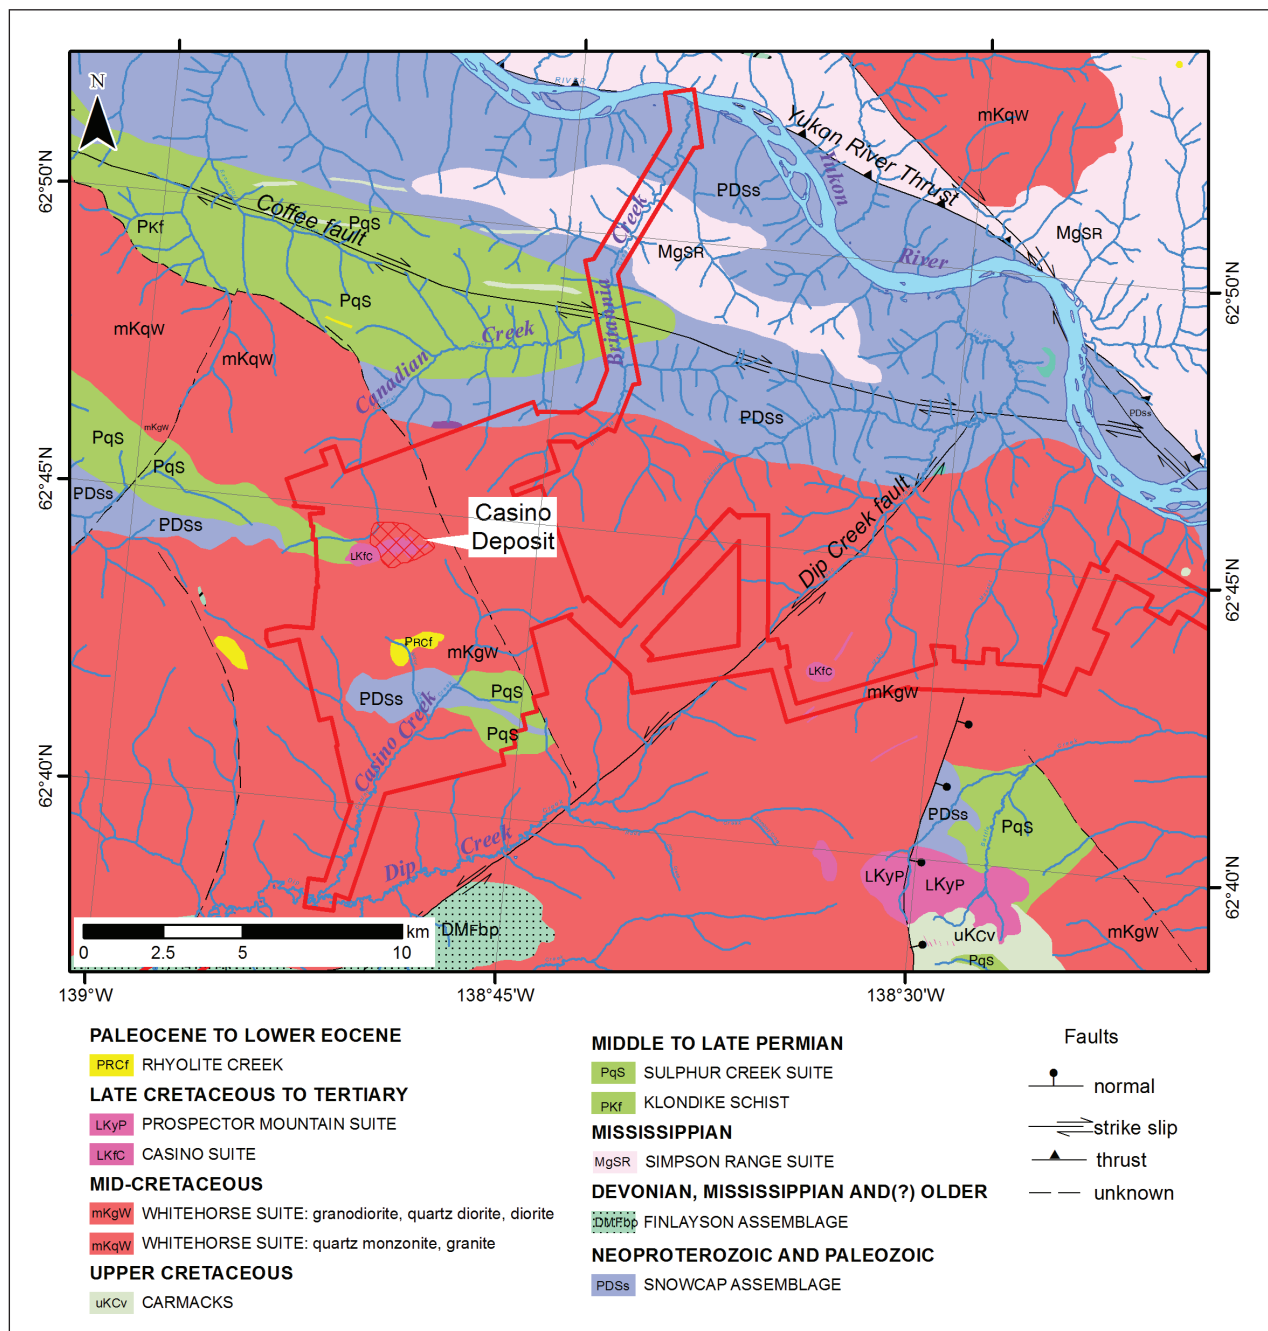 N
RIVER
Yukon River Thrust
mKqW
62°50'N
PDSs
Yukon
Coffee fault
PqS
Creek
PKf
MgSR
MgSR
River
62°50'N
PqS
Britannia
mKqW
mKqW
Creek
Canadian
PDSs
PDSs
mKgW
PqS
PqS
62°45'N
PDSs
PDSs
Casino
Deposit
Dip Creek fault
LKfC
62°45'N
PRCf
mKgW
LKfC
PDSs
PqS
mKgW
PqS
Casino Creek
62°40'N
PDSs
PqS
Dip
Creek
LKyP
LKyP
62°40'N
DMFbp
uKCv
mKgW
PqS
km
0
2.5
5
10
139°W
138°45'W
138°30'W
PALEOCENE TO LOWER EOCENE
PRCf RHYOLITE CREEK
LATE CRETACEOUS TO TERTIARY
LKyP PROSPECTOR MOUNTAIN SUITE
LKfC CASINO SUITE
MID-CRETACEOUS
mKgW WHITEHORSE SUITE: granodiorite, quartz diorite, diorite
mKqW WHITEHORSE SUITE: quartz monzonite, granite
UPPER CRETACEOUS
uKCv CARMACKS
MIDDLE TO LATE PERMIAN
PqS SULPHUR CREEK SUITE
PKf KLONDIKE SCHIST
MISSISSIPPIAN
MgSR SIMPSON RANGE SUITE
DEVONIAN, MISSISSIPPIAN AND(?) OLDER
DMFbp FINLAYSON ASSEMBLAGE
NEOPROTEROZOIC AND PALEOZOIC
PDSs SNOWCAP ASSEMBLAGE
Faults
normal
strike slip
thrust
unknown